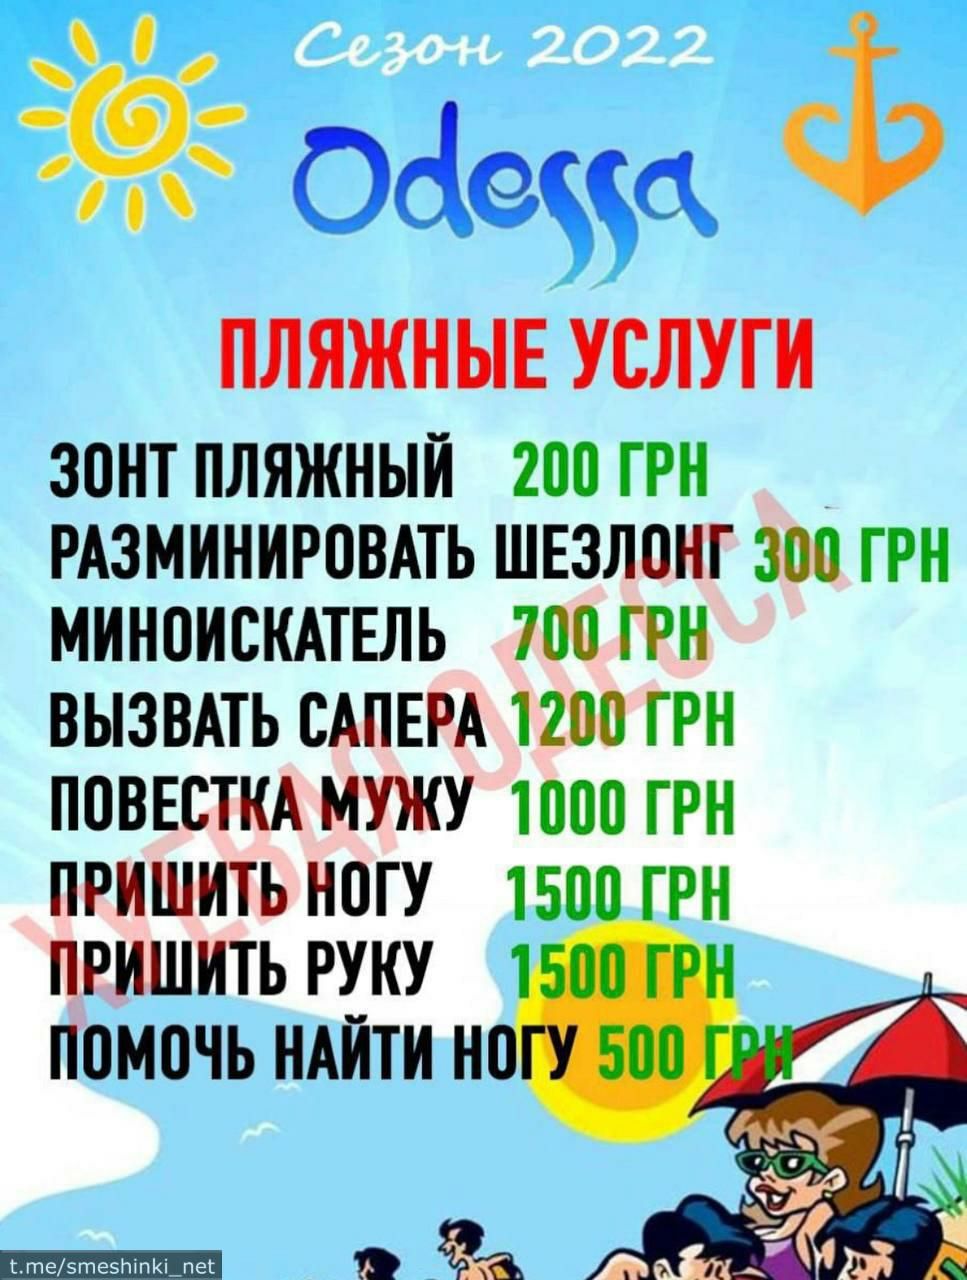 Сезон 2022
Odessa
ПЛЯЖНЫЕ УСЛУГИ
ЗОНТ ПЛЯЖНЫЙ 200 ГРН
РАЗМИНИРОВАТЬ ШЕЗЛОНГ 300 ГРН
МИНОИСКАТЕЛЬ 700 ГРН
ВЫЗВАТЬ САПЕРА 1200 ГРН
ПОВЕСТКА МУЖУ 1000 ГРН
ПРИШИТЬ НОГУ 1500 ГРН
ПРИШИТЬ РУКУ 1500 ГРН
ПОМОЧЬ НАЙТИ НОГУ 500 ГРН
ХУЕВАЯ ОДЕССА
t.me/smeshinki_net